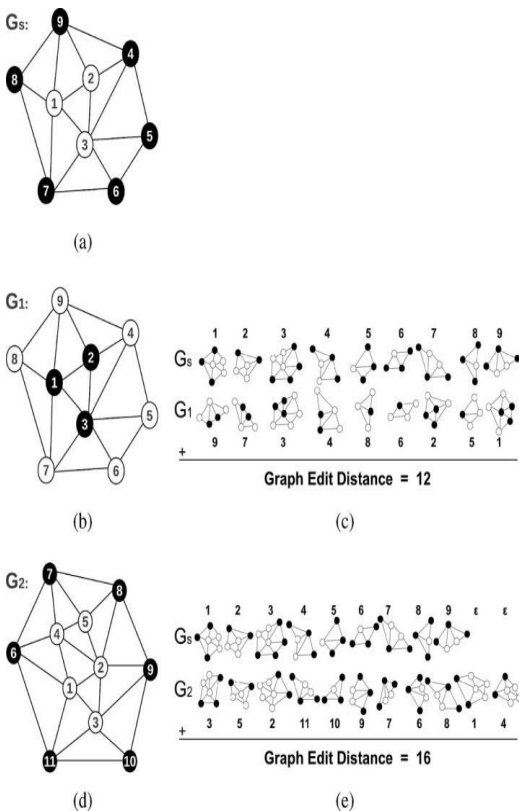 Gs:
9
4
8
2
1
3
5
7
6
(a)
G1:
9
4
8
2
1
3
5
7
6
(b)
1 2 3 4 5 6 7 8 9
Gs
G1
9 7 3 4 8 6 2 5 1
+
Graph Edit Distance = 12
(c)
G2:
7
8
5
4
6
2
9
1
3
11
10
(d)
1 2 3 4 5 6 7 8 9 ε ε
Gs
G2
3 5 2 11 10 9 7 6 8 1 4
+
Graph Edit Distance = 16
(e)